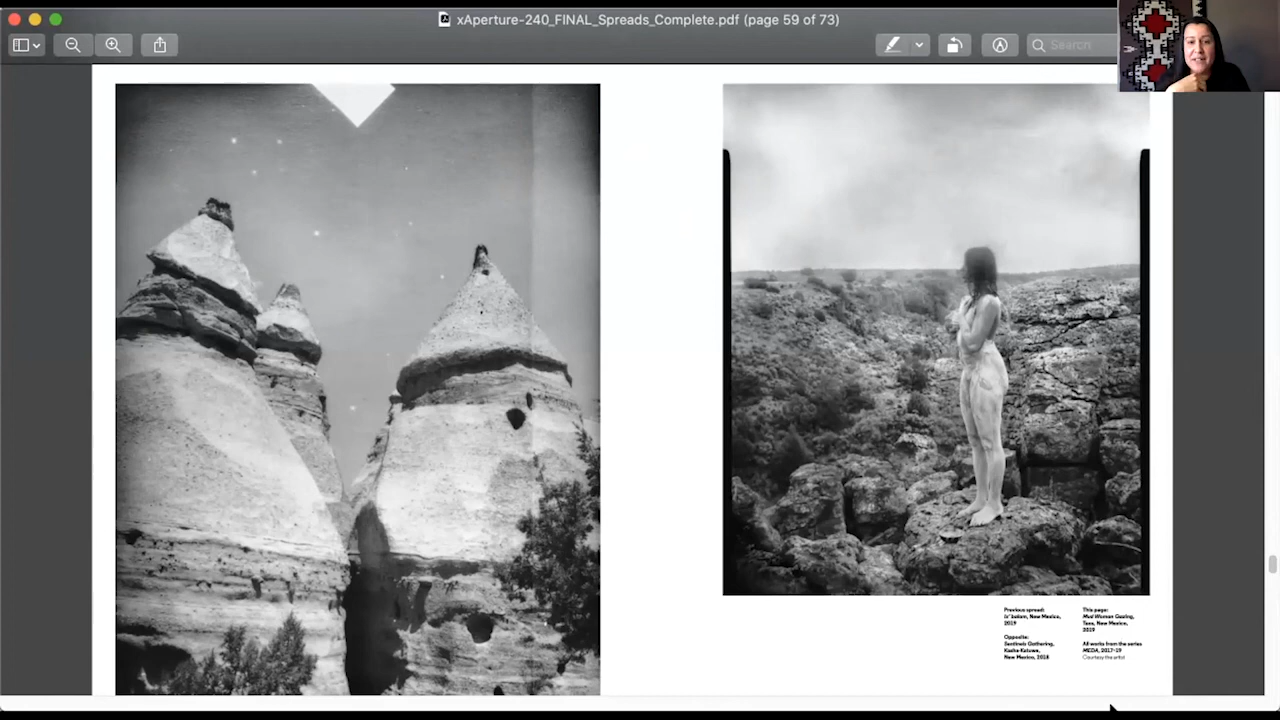 xAperture-240_FINAL_Spreads_Complete.pdf (page 59 of 73)
Search
Previous spread:
New Mexico,
2019
Opposite:
Sentinels Gathering,
Kasha-Katuwe,
New Mexico, 2018
This page:
Mud Woman Gazing,
Taos, New Mexico,
2019
All works from the series
MEDA, 2017–19
Courtesy the artist